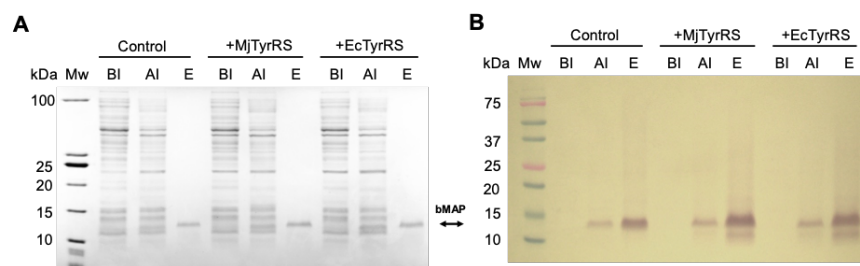 A
Control +MjTyrRS +EcTyrRS
kDa Mw BI AI E BI AI E BI AI E
100
25
20
15
10
bMAP
B
Control +MjTyrRS +EcTyrRS
kDa Mw BI AI E BI AI E BI AI E
75
37
25
20
15
10